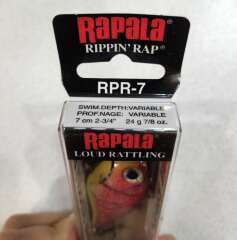 Rapala
RIPPIN' RAP
RPR-7
SWIM.DEPTH:VARIABLE
PROF.NAGE: VARIABLE
7 cm 2-3/4" 24 g 7/8 oz.
Rapala
LOUD RATTLING